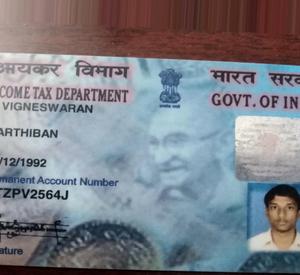 आयकर विभाग
भारत सरक
COME TAX DEPARTMENT
GOVT. OF IN
VIGNESWARAN
ARTHIBAN
/12/1992
manent Account Number
TZPV2564J
ature